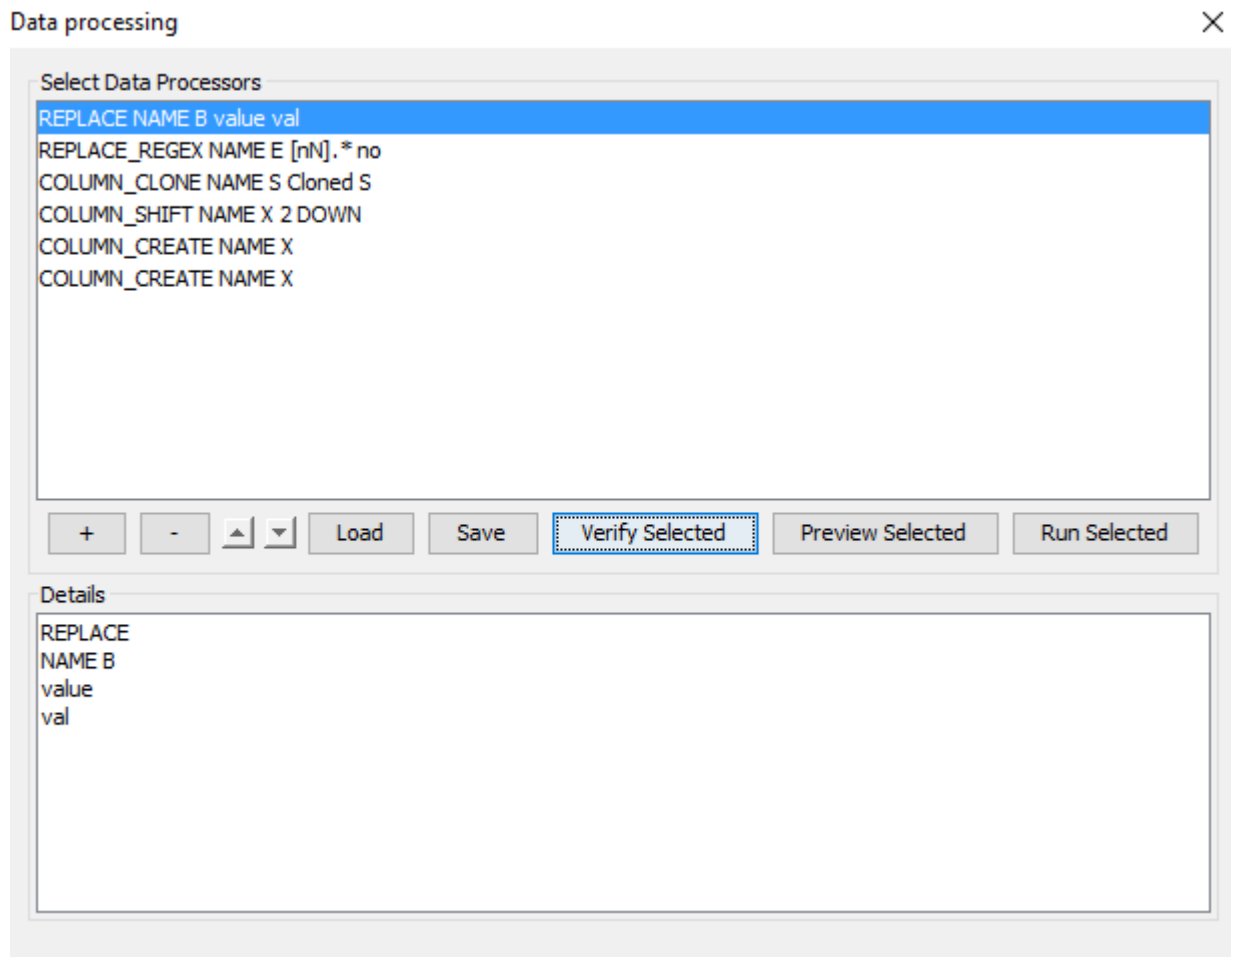 Data processing
Select Data Processors
REPLACE NAME B value val
REPLACE_REGEX NAME E [nN].* no
COLUMN_CLONE NAME S Cloned S
COLUMN_SHIFT NAME X 2 DOWN
COLUMN_CREATE NAME X
COLUMN_CREATE NAME X
+ - Load Save Verify Selected Preview Selected Run Selected
Details
REPLACE
NAME B
value
val